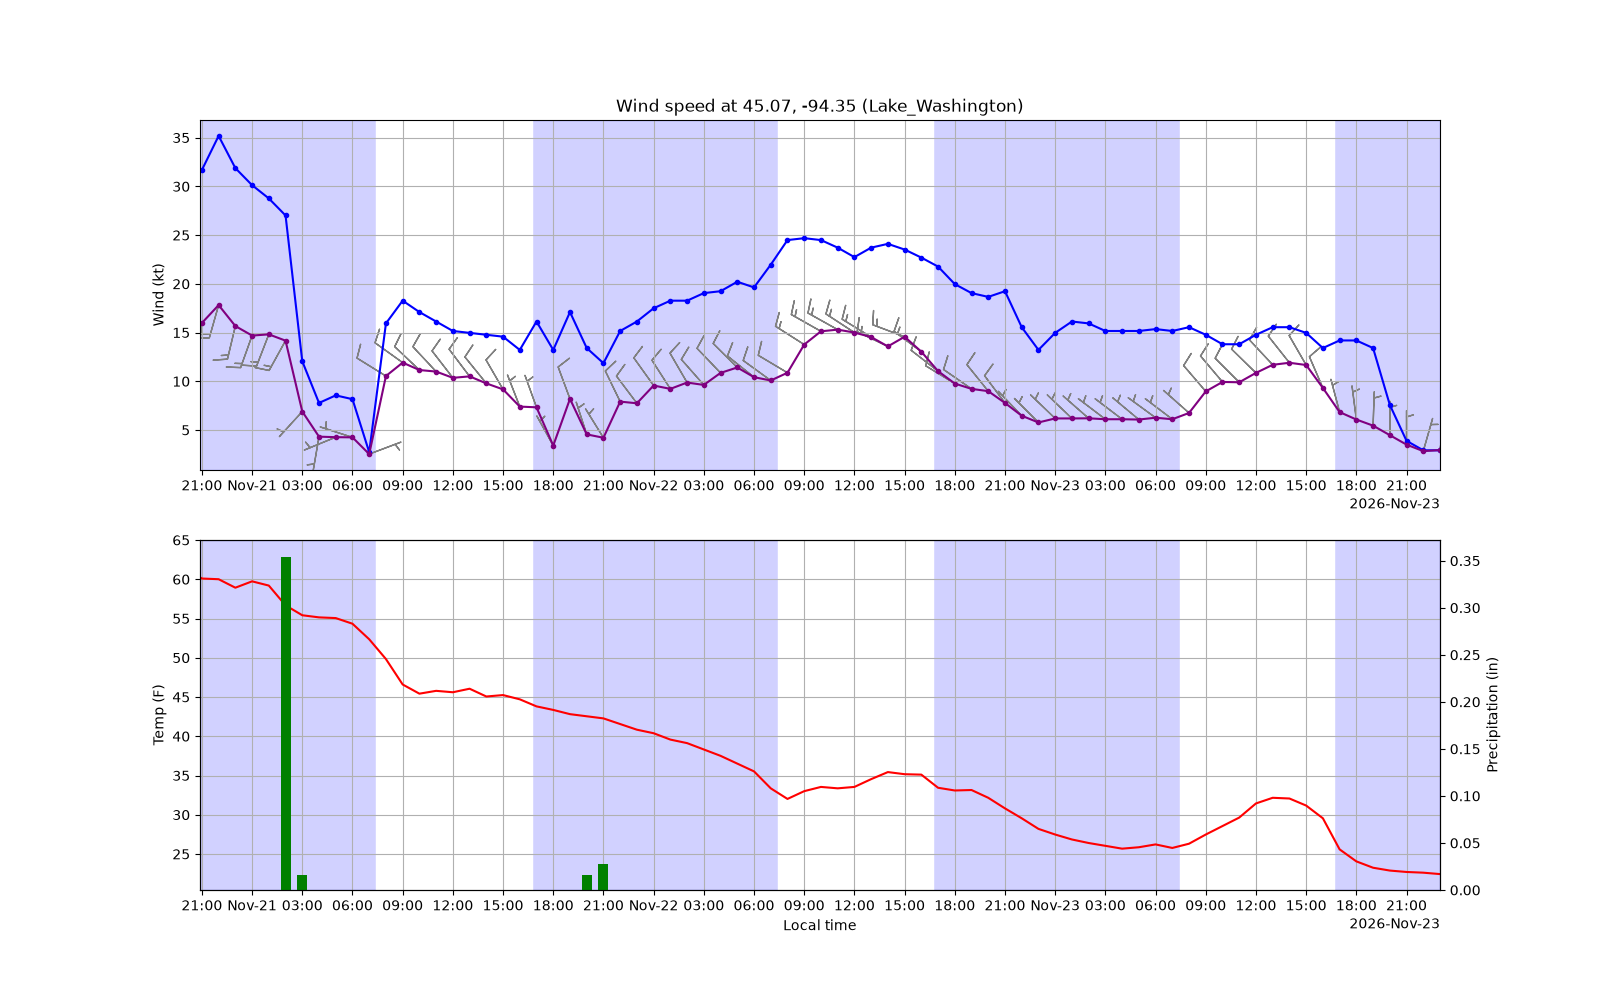 Wind speed at 45.07, -94.35 (Lake_Washington)
35
30
25
20
15
10
5
Wind (kt)
21:00 Nov-21 03:00 06:00 09:00 12:00 15:00 18:00 21:00 Nov-22 03:00 06:00 09:00 12:00 15:00 18:00 21:00 Nov-23 03:00 06:00 09:00 12:00 15:00 18:00 21:00
2026-Nov-23
65
60
55
50
45
40
35
30
25
Temp (F)
0.35
0.30
0.25
0.20
0.15
0.10
0.05
0.00
Precipitation (in)
21:00 Nov-21 03:00 06:00 09:00 12:00 15:00 18:00 21:00 Nov-22 03:00 06:00 09:00 12:00 15:00 18:00 21:00 Nov-23 03:00 06:00 09:00 12:00 15:00 18:00 21:00
Local time
2026-Nov-23